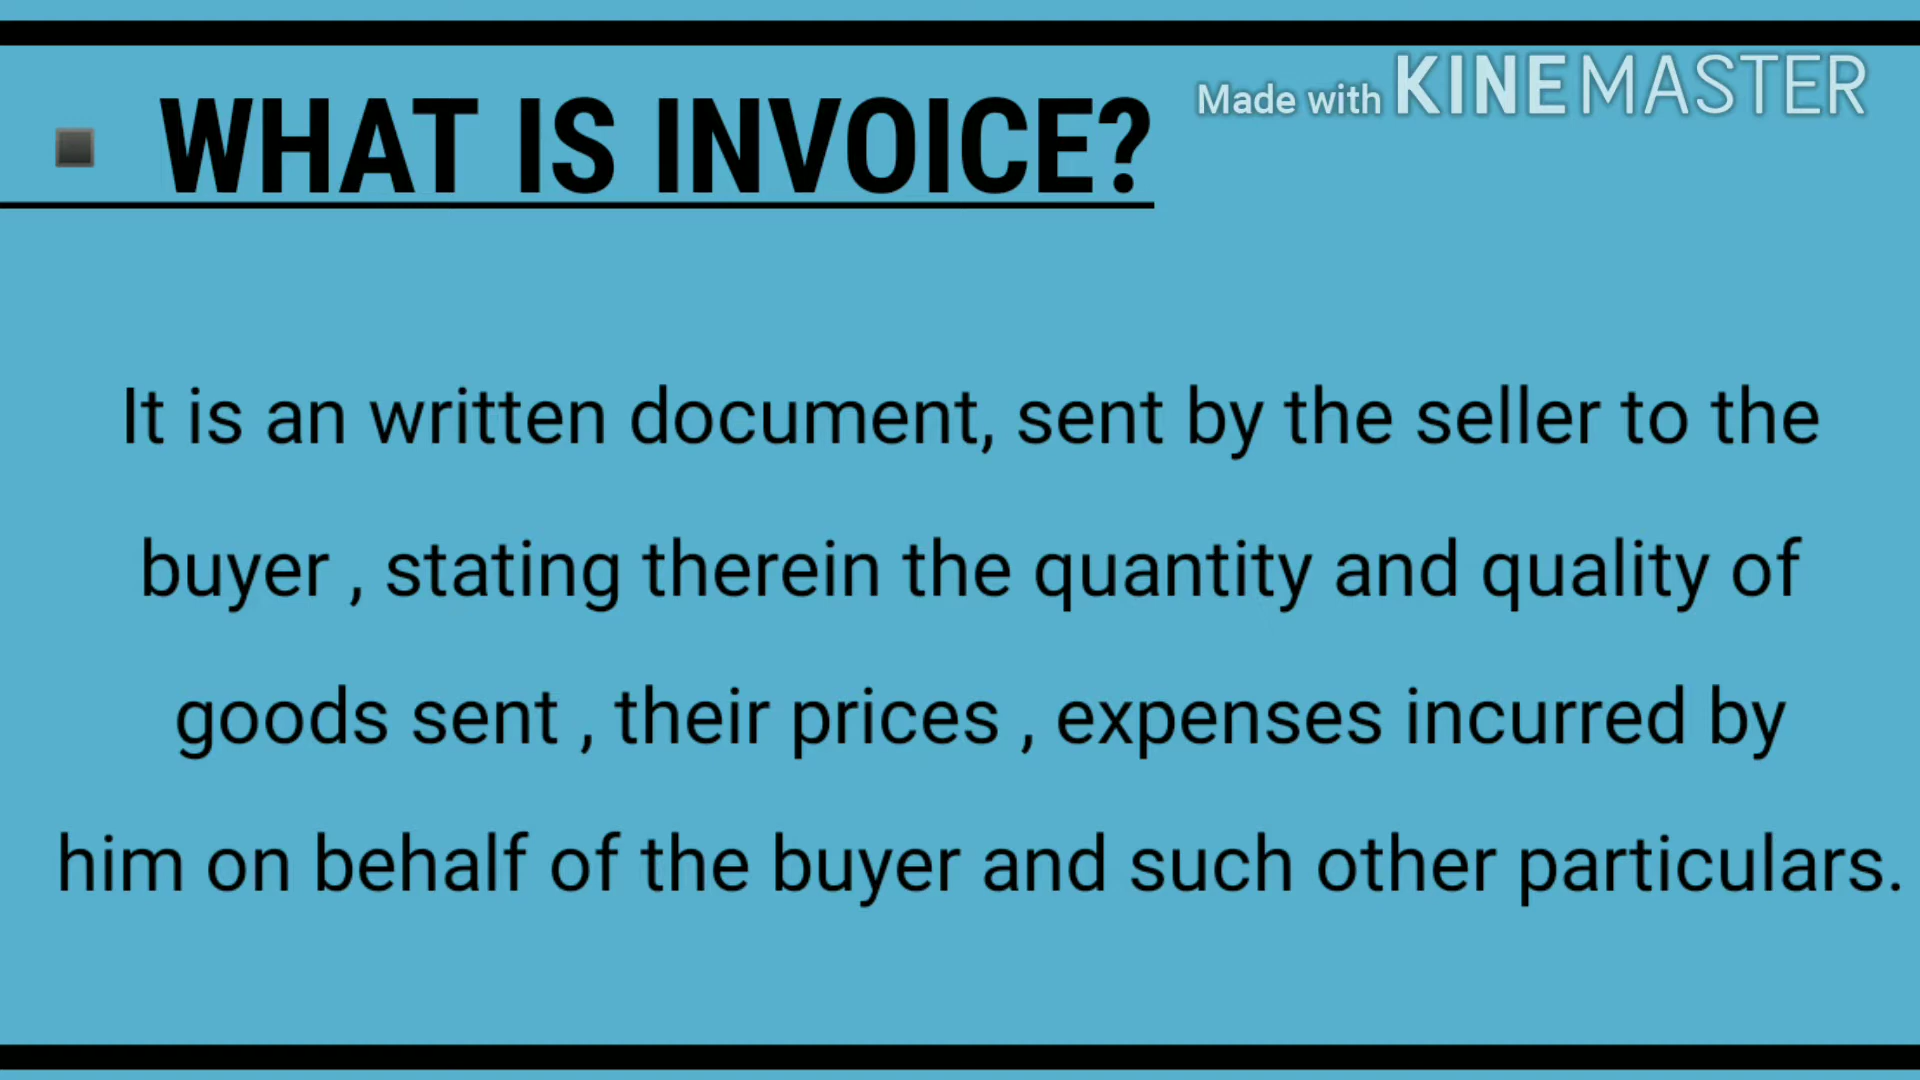 Made with KINEMASTER
▪ WHAT IS INVOICE?
It is an written document, sent by the seller to the
buyer , stating therein the quantity and quality of
goods sent , their prices , expenses incurred by
him on behalf of the buyer and such other particulars.